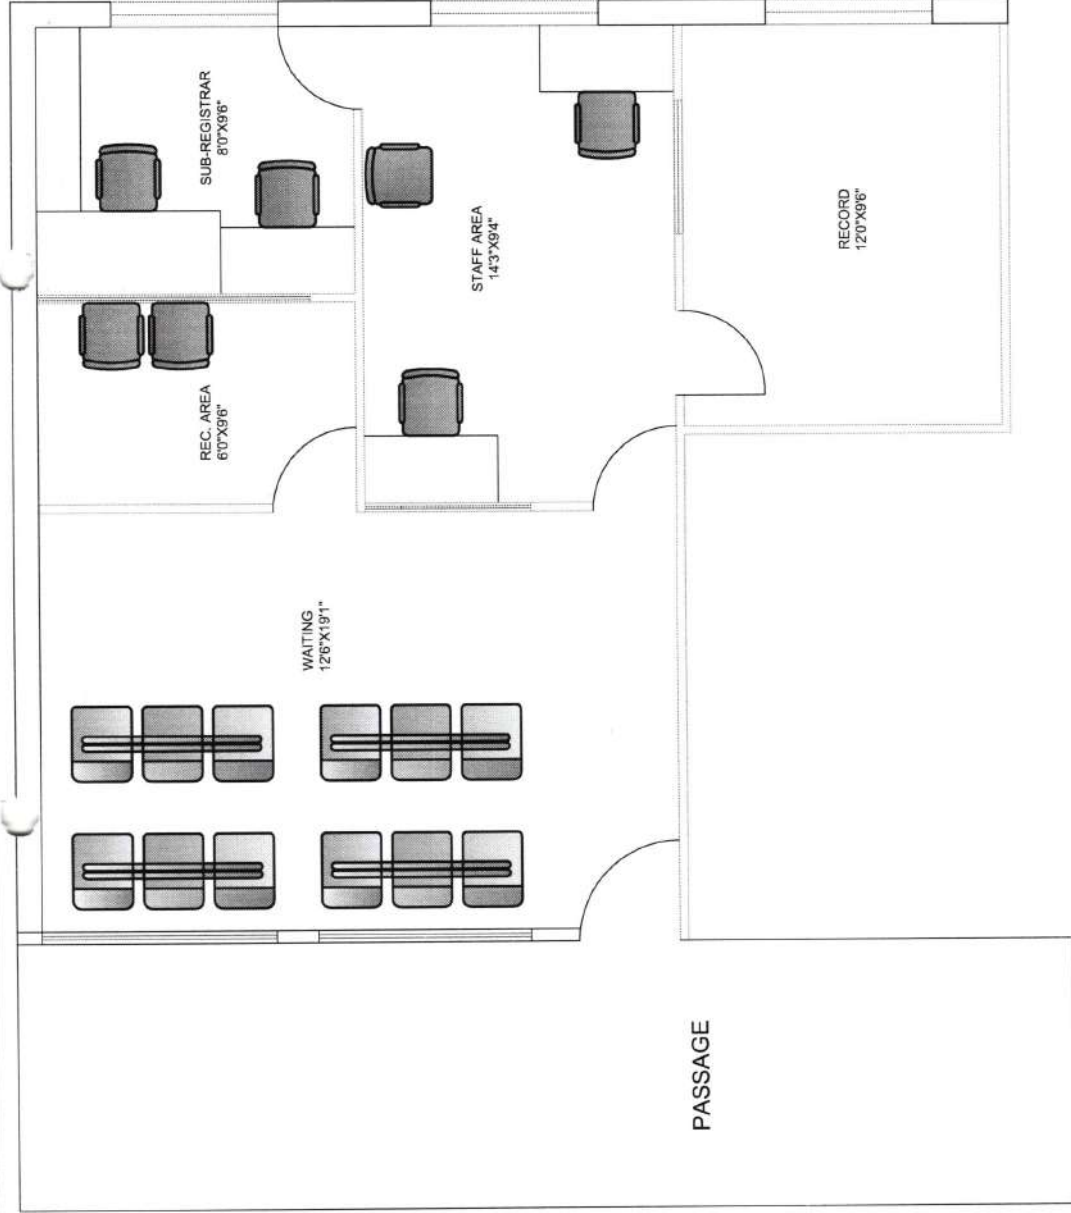 SUB-REGISTRAR
8'0"X9'6"
REC. AREA
6'0"X9'6"
STAFF AREA
14'3"X9'4"
RECORD
12'0"X9'6"
WAITING
12'6"X19'1"
PASSAGE